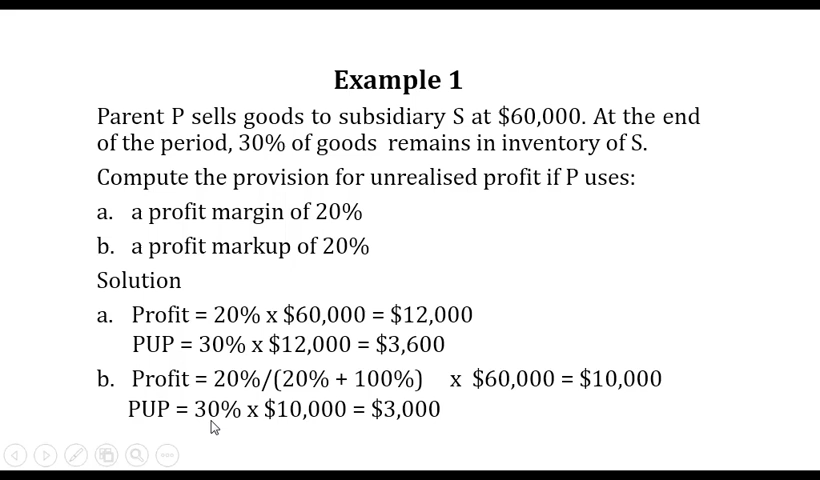 Example 1
Parent P sells goods to subsidiary S at $60,000. At the end
of the period, 30% of goods remains in inventory of S.
Compute the provision for unrealised profit if P uses:
a. a profit margin of 20%
b. a profit markup of 20%
Solution
a. Profit = 20% x $60,000 = $12,000
PUP = 30% x $12,000 = $3,600
b. Profit = 20%/(20% + 100%) x $60,000 = $10,000
PUP = 30% x $10,000 = $3,000